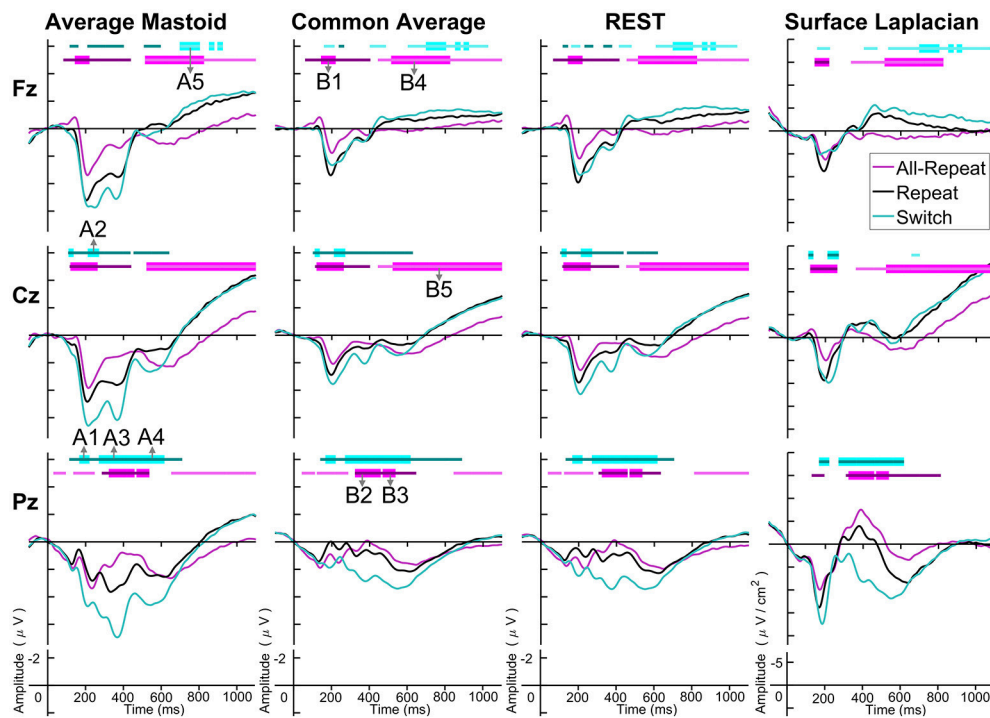 Average Mastoid Common Average REST Surface Laplacian
Fz
A5
B1 B4
All-Repeat
Repeat
Switch
A2
Cz
B5
A1 A3 A4
Pz
B2 B3
Amplitude ( μ V) Amplitude ( μ V) Amplitude ( μ V) Amplitude ( μ V / cm2 )
-2 -2 -2 -5
0 200 400 600 800 1000 0 200 400 600 800 1000 0 200 400 600 800 1000 0 200 400 600 800 1000
Time (ms) Time (ms) Time (ms) Time (ms)